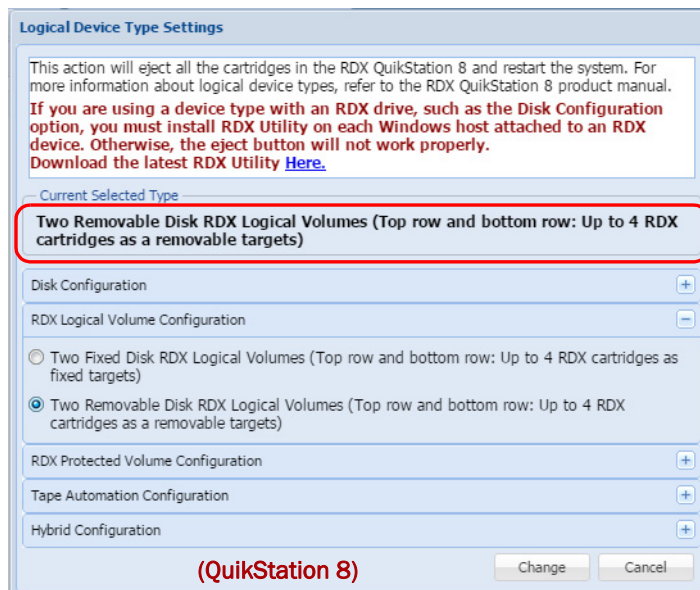 Logical Device Type Settings
This action will eject all the cartridges in the RDX QuikStation 8 and restart the system. For
more information about logical device types, refer to the RDX QuikStation 8 product manual.
If you are using a device type with an RDX drive, such as the Disk Configuration
option, you must install RDX Utility on each Windows host attached to an RDX
device. Otherwise, the eject button will not work properly.
Download the latest RDX Utility Here.
Current Selected Type
Two Removable Disk RDX Logical Volumes (Top row and bottom row: Up to 4 RDX
cartridges as a removable targets)
Disk Configuration
RDX Logical Volume Configuration
Two Fixed Disk RDX Logical Volumes (Top row and bottom row: Up to 4 RDX cartridges as
fixed targets)
Two Removable Disk RDX Logical Volumes (Top row and bottom row: Up to 4 RDX
cartridges as a removable targets)
RDX Protected Volume Configuration
Tape Automation Configuration
Hybrid Configuration
(QuikStation 8)
Change
Cancel